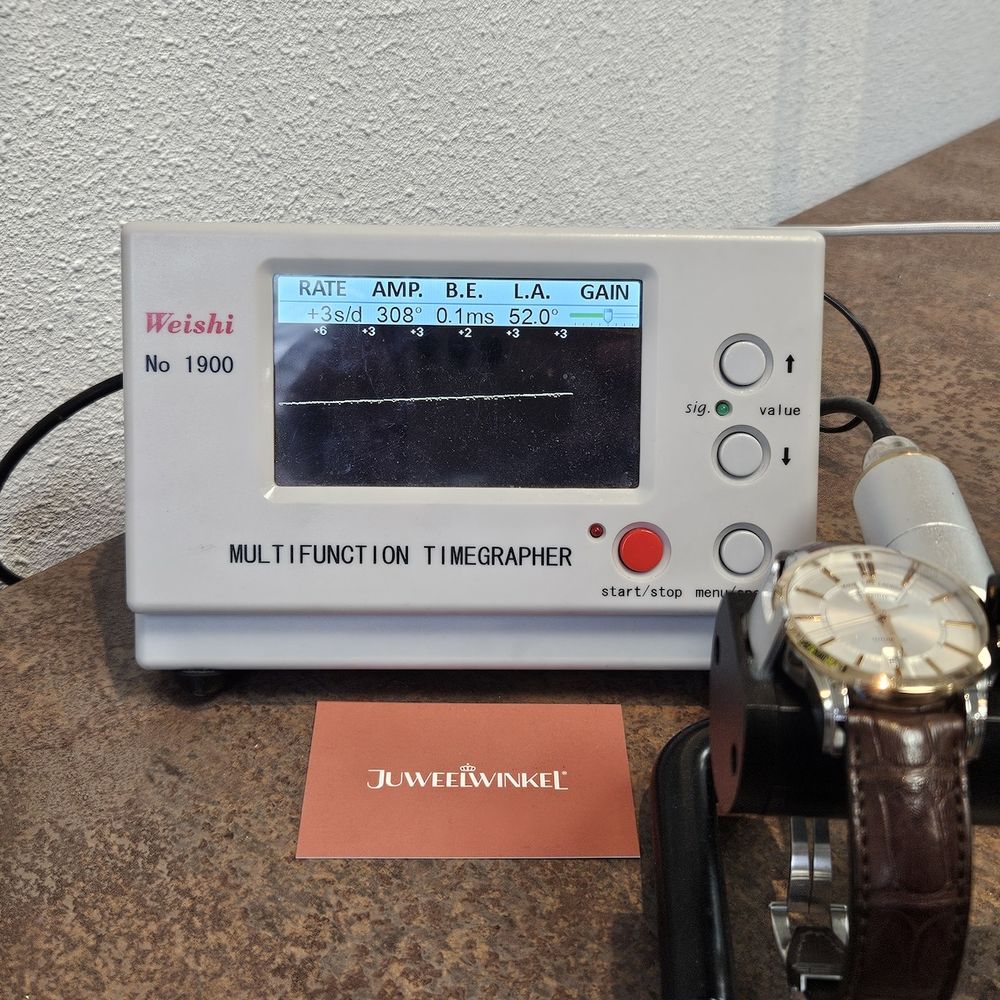 RATE AMP. B.E. L.A. GAIN
+3s/d 308° 0.1ms 52.0°
+6 +3 +3 +2 +3 +3
Weishi
No 1900
sig. value
MULTIFUNCTION TIMEGRAPHER
start/stop menu/
JUWEELWINKEL®